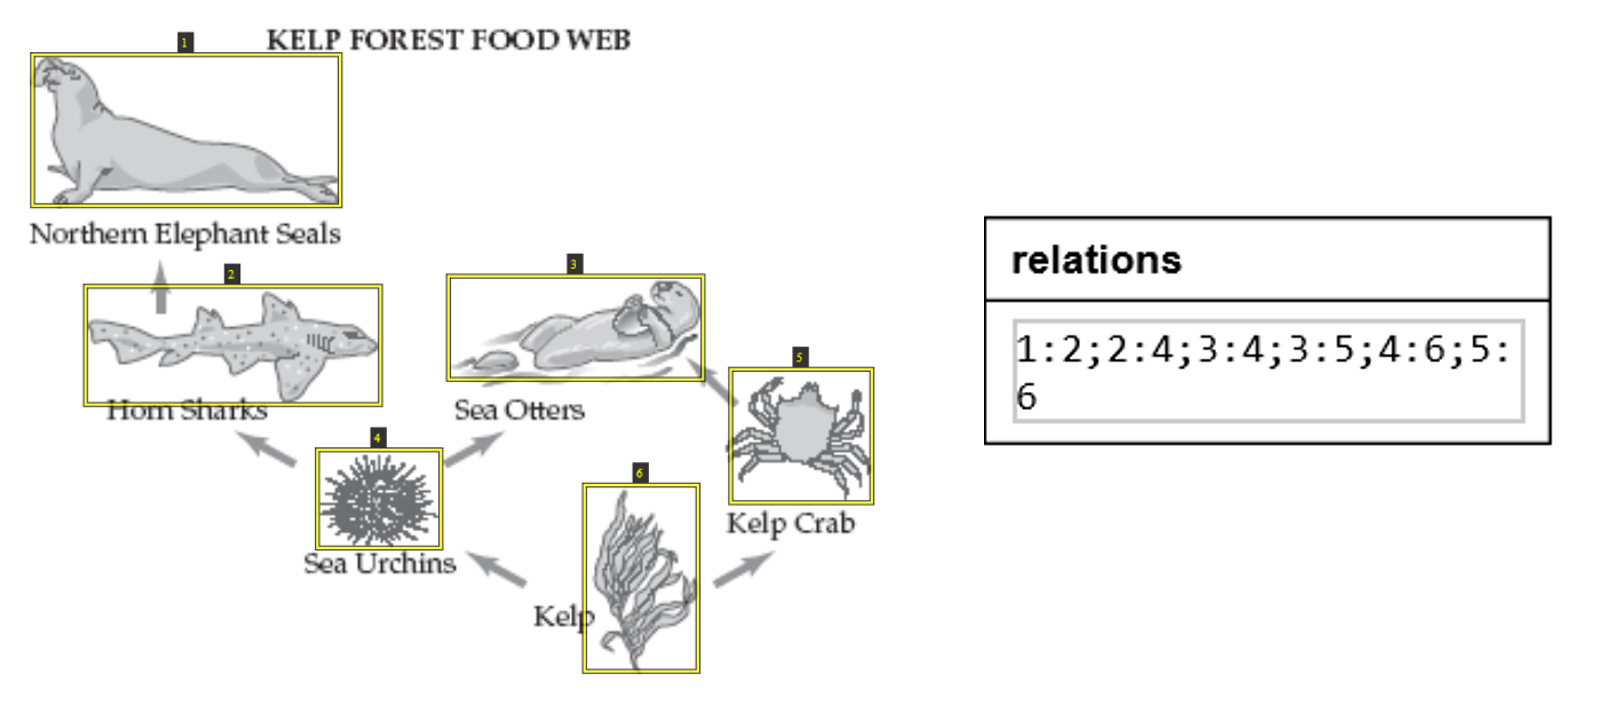 1
KELP FOREST FOOD WEB
Northern Elephant Seals
2
Horn Sharks
3
Sea Otters
5
Kelp Crab
4
Sea Urchins
6
Kelp
relations
1:2;2:4;3:4;3:5;4:6;5:
6